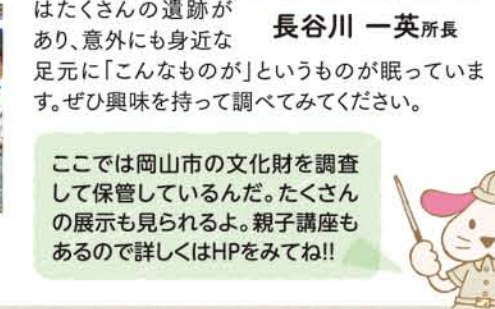 はたくさんの遺跡が
あり、意外にも身近な
長谷川 一英所長
足元に「こんなものが」というものが眠っていま
す。ぜひ興味を持って調べてみてください。
ここでは岡山市の文化財を調査
して保管しているんだ。たくさん
の展示も見られるよ。親子講座も
あるので詳しくはHPをみてね!!